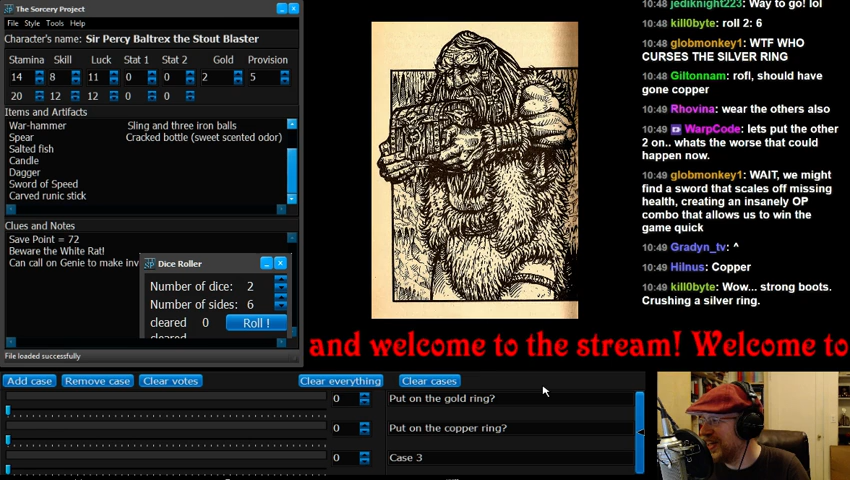 The Sorcery Project
File Style Tools Help
Character's name: Sir Percy Baltrex the Stout Blaster
Stamina Skill Luck Stat 1 Stat 2 Gold Provision
14 8 11 0 0 2 5
20 12 12 0 0
Items and Artifacts
War-hammer Sling and three iron balls
Spear Cracked bottle (sweet scented odor)
Salted fish
Candle
Dagger
Sword of Speed
Carved runic stick
Clues and Notes
Save Point = 72
Beware the White Rat!
Can call on Genie to make inv
Dice Roller
Number of dice: 2
Number of sides: 6
cleared 0 Roll !
cleared
File loaded successfully
10:48 jediknight223: Way to go! lol
10:48 kill0byte: roll 2: 6
10:48 globmonkey1: WTF WHO
CURSES THE SILVER RING
10:48 Giltonnam: rofl, should have
gone copper
10:49 Rhovina: wear the others also
10:49 WarpCode: lets put the other
2 on.. whats the worse that could
happen now.
10:49 globmonkey1: WAIT, we might
find a sword that scales off missing
health, creating an insanely OP
combo that allows us to win the
game quick
10:49 Gradyn_tv: ^
10:49 Hilnus: Copper
10:49 kill0byte: Wow... strong boots.
Crushing a silver ring.
and welcome to the stream! Welcome to
Add case Remove case Clear votes Clear everything Clear cases
0 Put on the gold ring?
0 Put on the copper ring?
0 Case 3